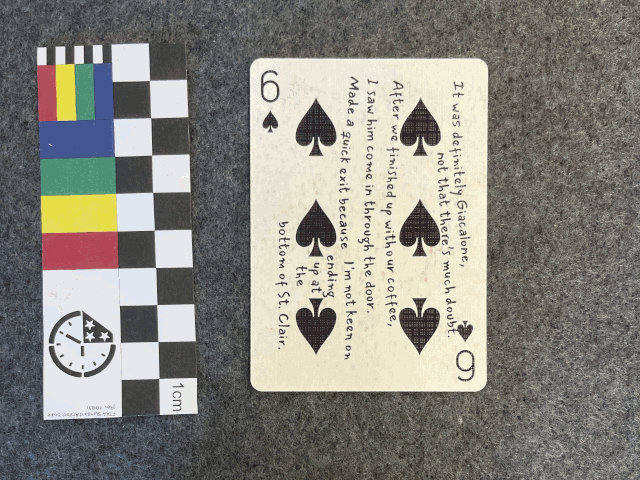 6
It was definitely Giacalone,
not that there's much doubt.
After we finished up with our coffee,
I saw him come in through the door.
Made a quick exit because I'm not keen on
ending
up at
the
bottom of St. Clair.
6
1cm